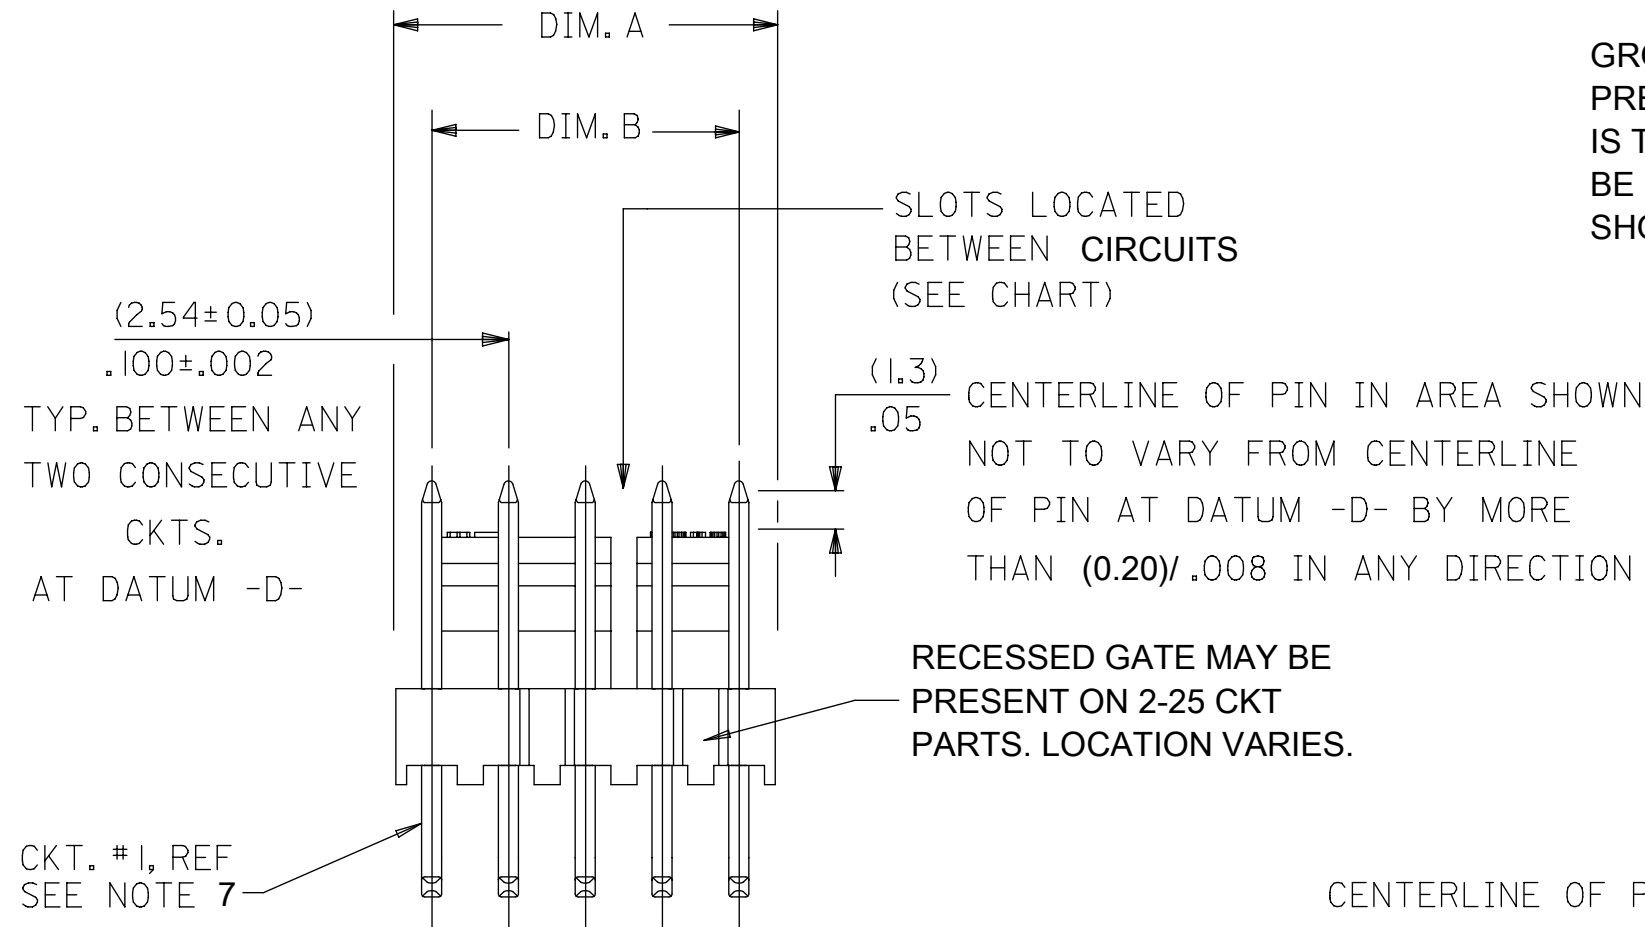 DIM. A
DIM. B
GRO
PRE
IS T
BE
SHO
SLOTS LOCATED
BETWEEN CIRCUITS
(SEE CHART)
(2.54±0.05)
.100±.002
TYP. BETWEEN ANY
TWO CONSECUTIVE
CKTS.
AT DATUM -D-
(1.3)
.05
CENTERLINE OF PIN IN AREA SHOWN
NOT TO VARY FROM CENTERLINE
OF PIN AT DATUM -D- BY MORE
THAN (0.20)/ .008 IN ANY DIRECTION
RECESSED GATE MAY BE
PRESENT ON 2-25 CKT
PARTS. LOCATION VARIES.
CKT. #1, REF
SEE NOTE 7
CENTERLINE OF P